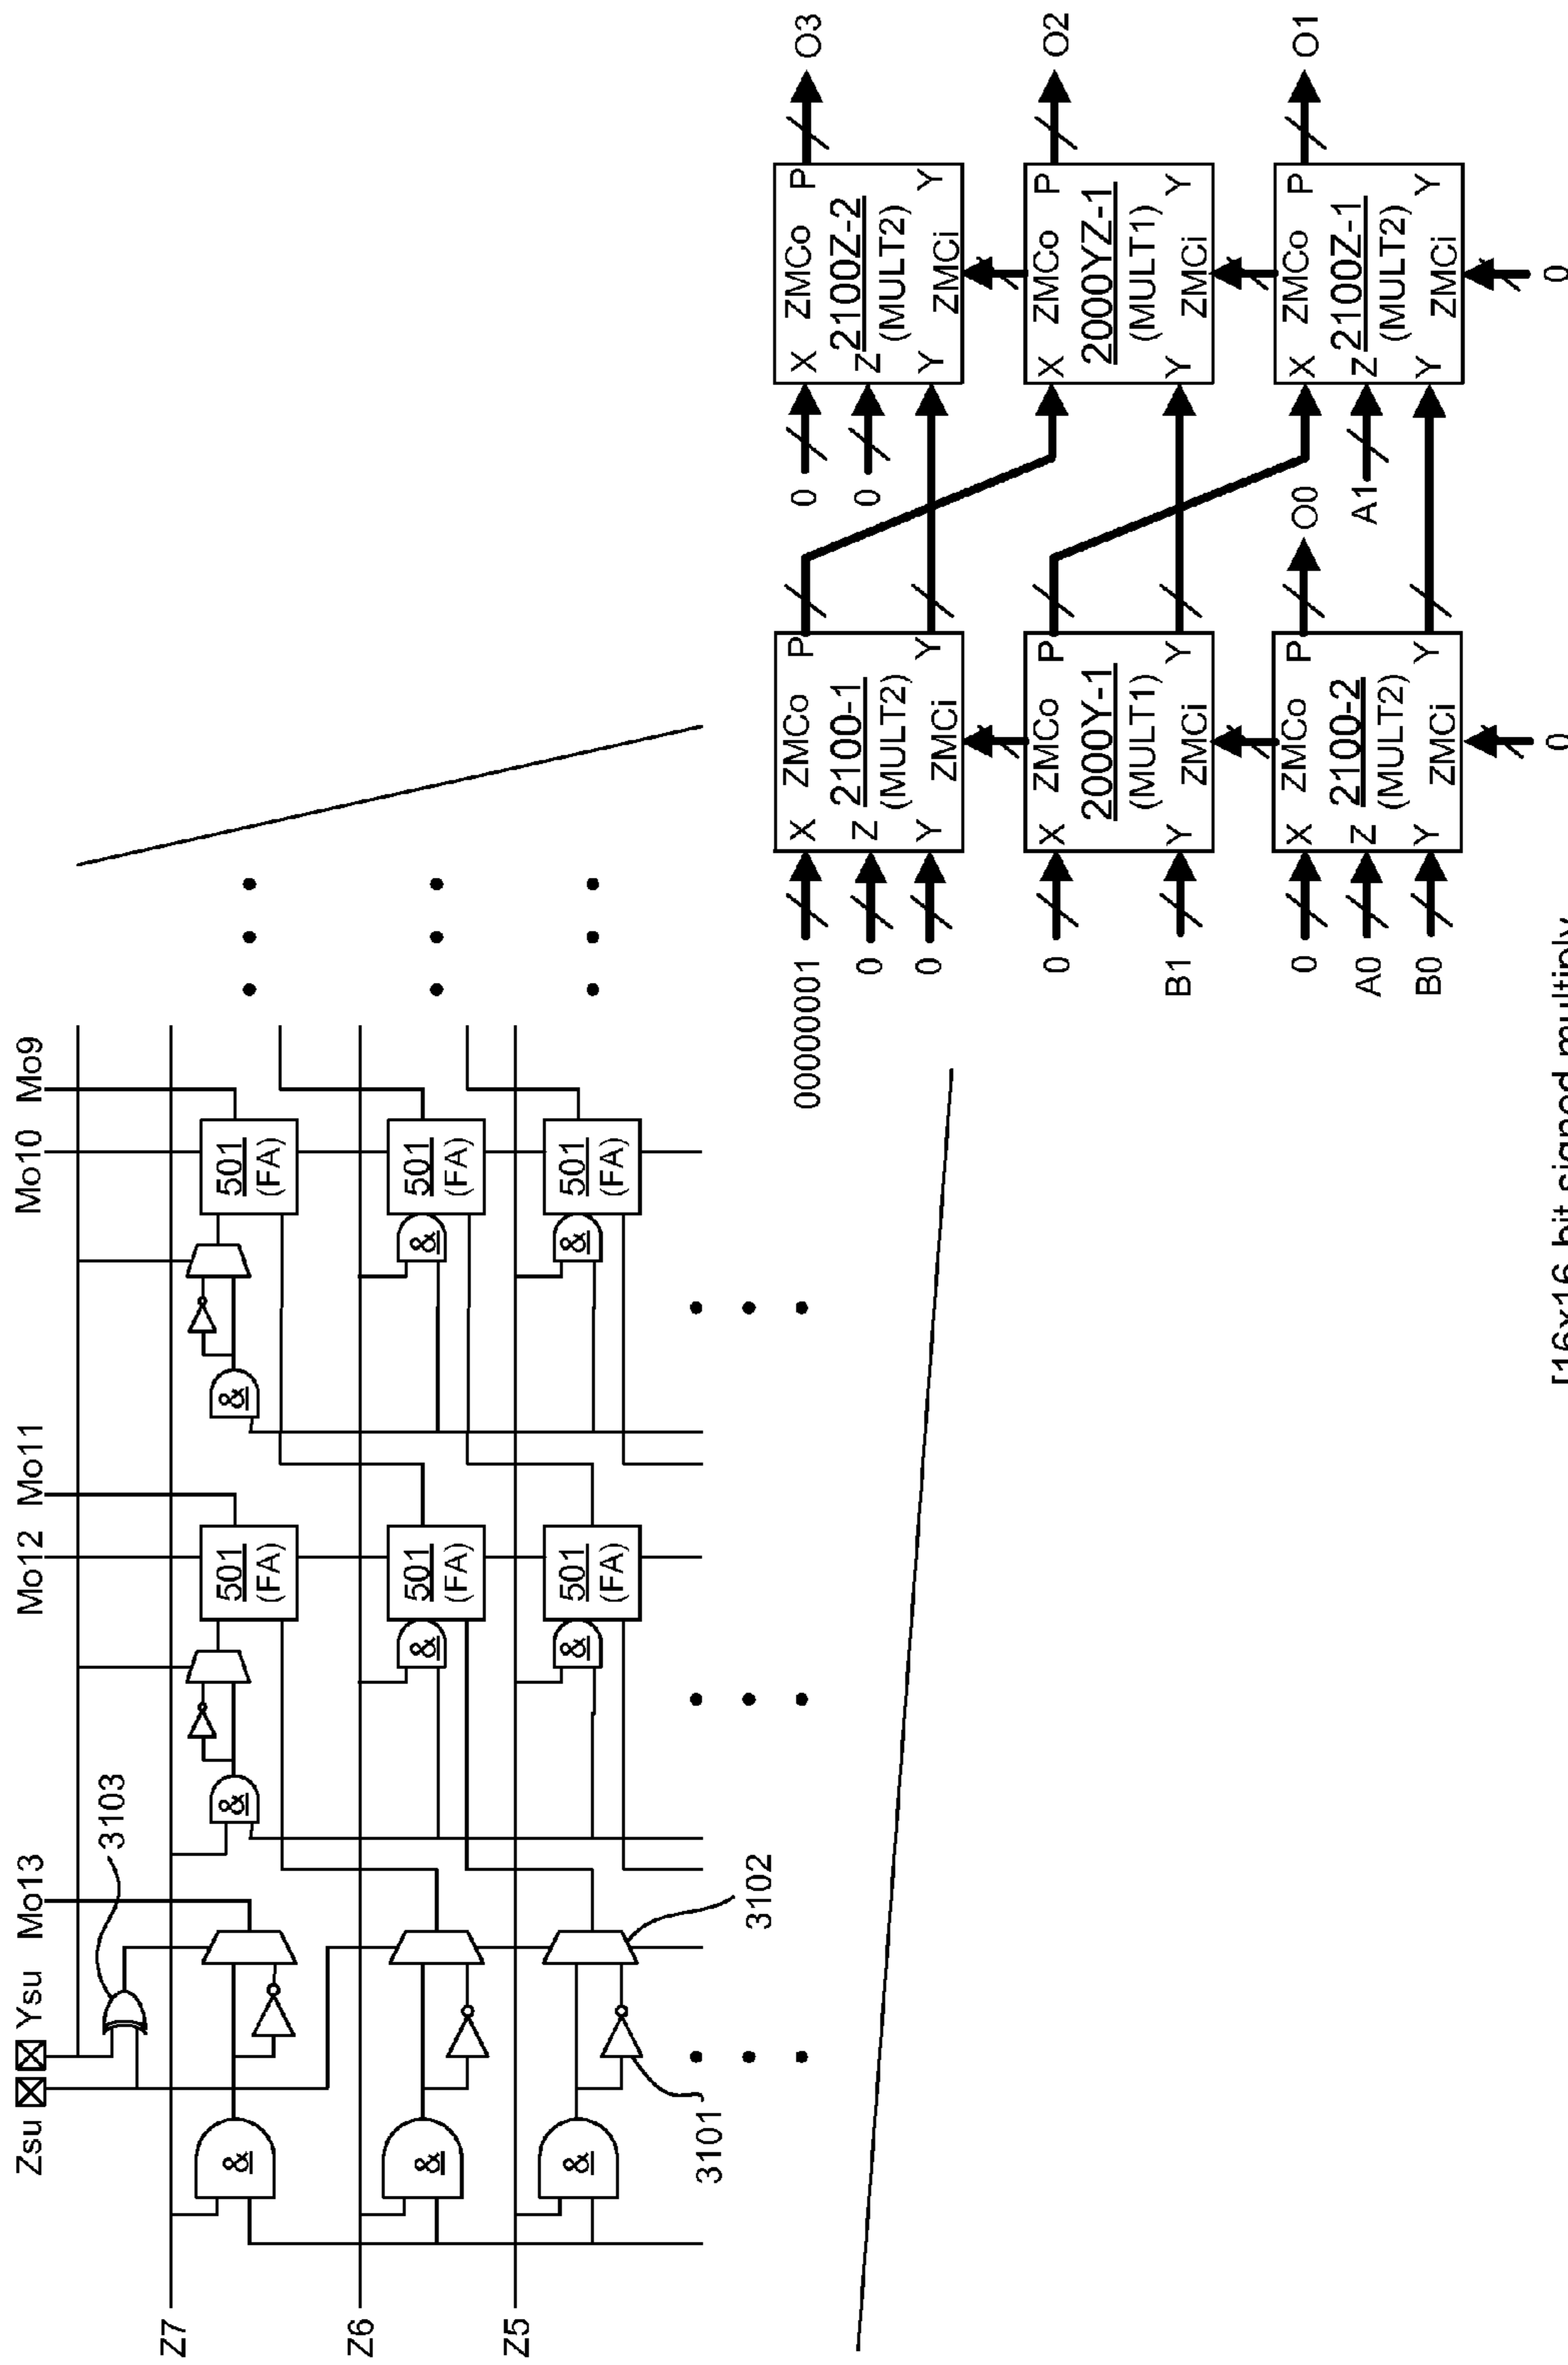 Zsu Ysu Mo13 Mo12 Mo11 Mo10 Mo9
3103
Z7 & & 501 & 501
(FA) (FA)
Z6 & & 501 & 501
(FA) (FA)
Z5 & & 501 & 501
(FA) (FA)
3101 3102
00000001 X ZMCo P 0 X ZMCo P O3
0 Z 2100-1 0 Z 2100Z-2
(MULT2) (MULT2)
0 Y ZMCi Y Y ZMCi Y
0 X ZMCo P X ZMCo P O2
2000Y-1 2000YZ-1
(MULT1) (MULT1)
B1 Y ZMCi Y Y ZMCi Y
0 X ZMCo P O0 X ZMCo P O1
A0 Z 2100-2 A1 Z 2100Z-1
(MULT2) (MULT2)
B0 Y ZMCi Y Y ZMCi Y
0 0
[16x16 bit signed multiply